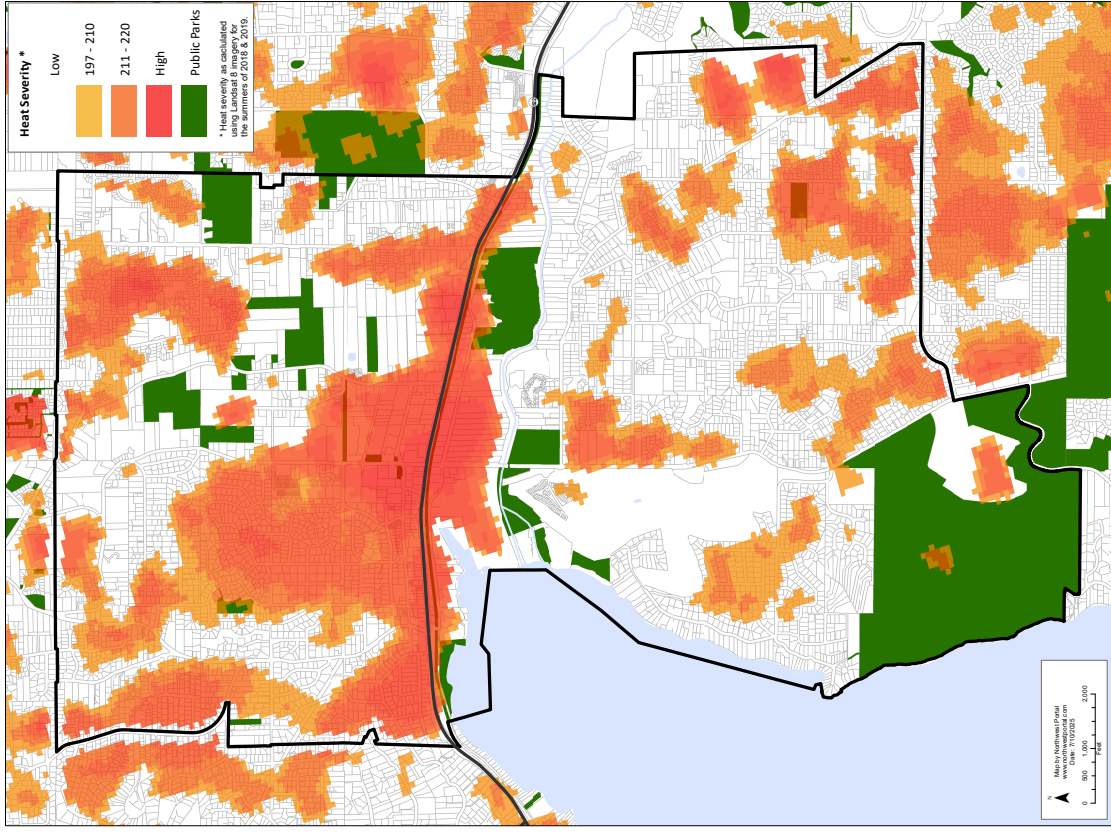 Heat Severity *
Low
197 - 210
211 - 220
High
Public Parks
* Heat severity as caclulated
using Landsat 8 imagery for
the summers of 2018 & 2019.
N
Map by Northwest Portal
www.northwestportal.com
Date: 7/10/2025
0 500 1,000 2,000
Feet